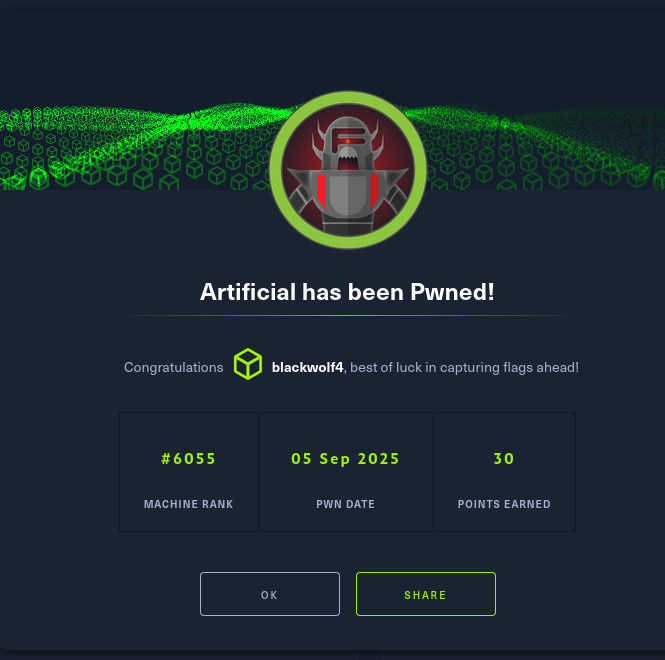 Artificial has been Pwned!
Congratulations blackwolf4, best of luck in capturing flags ahead!
#6055 05 Sep 2025 30
MACHINE RANK PWN DATE POINTS EARNED
OK SHARE